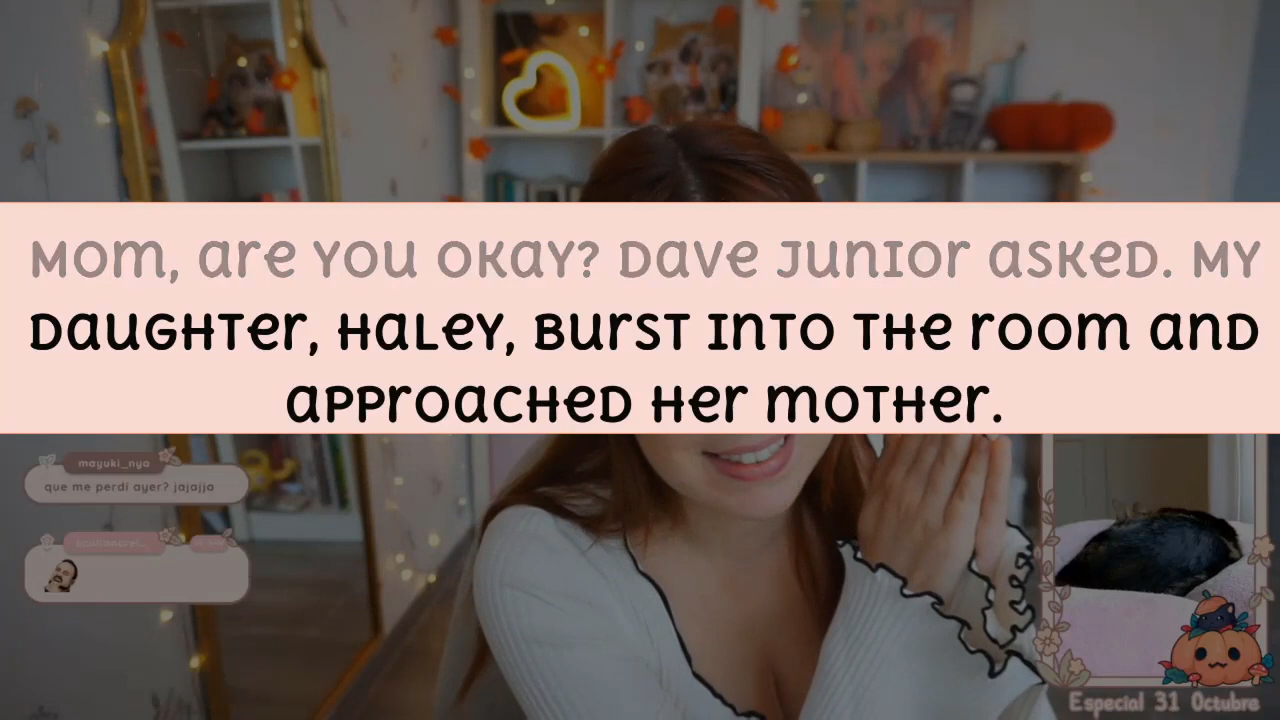 Mom, are you okay? Dave Junior asked. My
daughter, Haley, burst into the room and
approached her mother.
mayuki_nya
que me perdí ayer? jajajja
Especial 31 Octubre